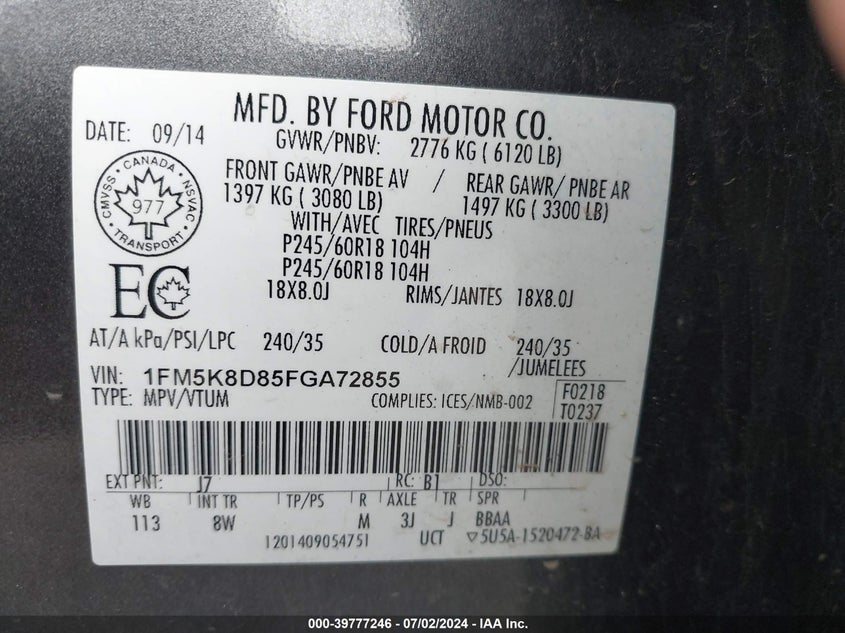 MFD. BY FORD MOTOR CO.
DATE: 09/14
GVWR/PNBV: 2776 KG ( 6120 LB)
FRONT GAWR/PNBE AV / REAR GAWR/ PNBE AR
1397 KG ( 3080 LB) 1497 KG ( 3300 LB)
WITH/AVEC TIRES/PNEUS
P245/60R18 104H
P245/60R18 104H
18X8.0J RIMS/JANTES 18X8.0J
CMVSS • CANADA • NSVAC • TRANSPORT •
977
EC
AT/A kPa/PSI/LPC 240/35 COLD/A FROID 240/35
/JUMELEES
VIN: 1FM5K8D85FGA72855
TYPE: MPV/VTUM COMPLIES: ICES/NMB-002
F0218
T0237
EXT PNT: J7 RC: B1 DSO:
WB INT TR TP/PS R AXLE TR SPR
113 8W M 3J J BBAA
1201409054751 UCT ▽5U5A-1520472-BA
000-39777246 - 07/02/2024 - IAA Inc.